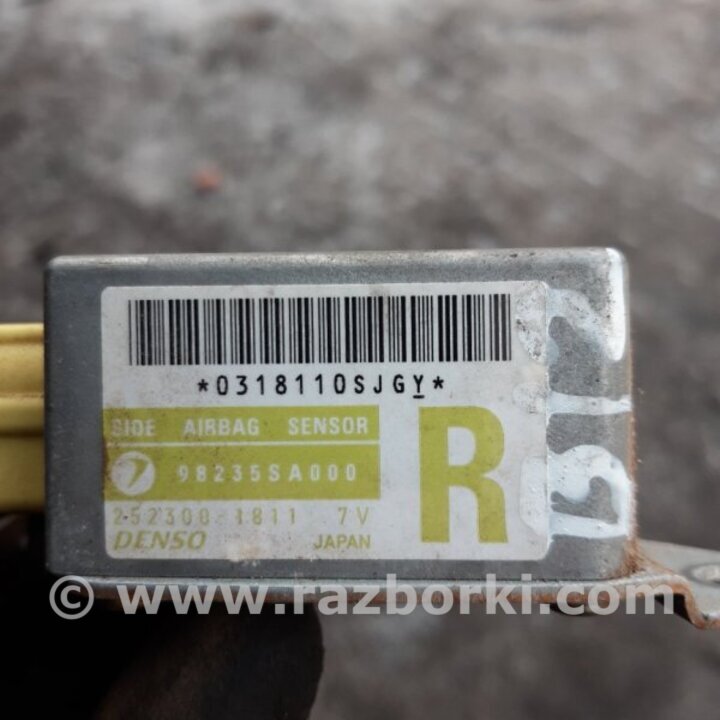 *0318110SJGY*
SIDE AIRBAG SENSOR
98235SA000
R
252300-1811 7V
DENSO JAPAN
© www.razborki.com